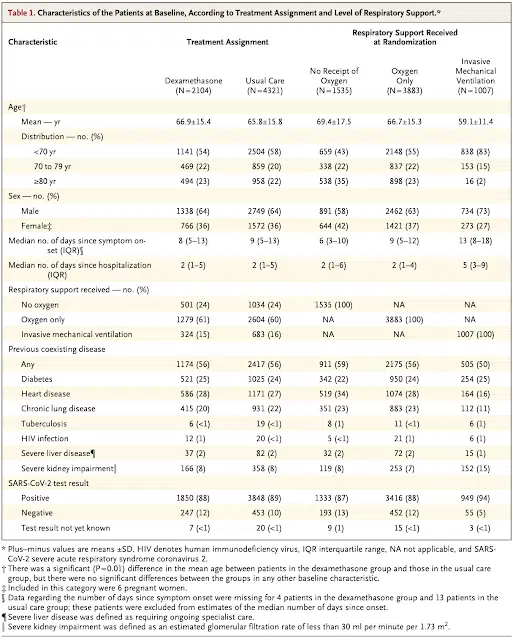 Table 1. Characteristics of the Patients at Baseline, According to Treatment Assignment and Level of Respiratory Support.*
Characteristic Treatment Assignment Respiratory Support Received
at Randomization
Dexamethasone
(N=2104) Usual Care
(N=4321) No Receipt of
Oxygen
(N=1535) Oxygen
Only
(N=3883) Invasive
Mechanical
Ventilation
(N=1007)
Age†
Mean — yr 66.9±15.4 65.8±15.8 69.4±17.5 66.7±15.3 59.1±11.4
Distribution — no. (%)
<70 yr 1141 (54) 2504 (58) 659 (43) 2148 (55) 838 (83)
70 to 79 yr 469 (22) 859 (20) 338 (22) 837 (22) 153 (15)
≥80 yr 494 (23) 958 (22) 538 (35) 898 (23) 16 (2)
Sex — no. (%)
Male 1338 (64) 2749 (64) 891 (58) 2462 (63) 734 (73)
Female‡ 766 (36) 1572 (36) 644 (42) 1421 (37) 273 (27)
Median no. of days since symptom on-
set (IQR)§ 8 (5–13) 9 (5–13) 6 (3–10) 9 (5–12) 13 (8–18)
Median no. of days since hospitalization
(IQR) 2 (1–5) 2 (1–5) 2 (1–6) 2 (1–4) 5 (3–9)
Respiratory support received — no. (%)
No oxygen 501 (24) 1034 (24) 1535 (100) NA NA
Oxygen only 1279 (61) 2604 (60) NA 3883 (100) NA
Invasive mechanical ventilation 324 (15) 683 (16) NA NA 1007 (100)
Previous coexisting disease
Any 1174 (56) 2417 (56) 911 (59) 2175 (56) 505 (50)
Diabetes 521 (25) 1025 (24) 342 (22) 950 (24) 254 (25)
Heart disease 586 (28) 1171 (27) 519 (34) 1074 (28) 164 (16)
Chronic lung disease 415 (20) 931 (22) 351 (23) 883 (23) 112 (11)
Tuberculosis 6 (<1) 19 (<1) 8 (1) 11 (<1) 6 (1)
HIV infection 12 (1) 20 (<1) 5 (<1) 21 (1) 6 (1)
Severe liver disease¶ 37 (2) 82 (2) 32 (2) 72 (2) 15 (1)
Severe kidney impairment‖ 166 (8) 358 (8) 119 (8) 253 (7) 152 (15)
SARS-CoV-2 test result
Positive 1850 (88) 3848 (89) 1333 (87) 3416 (88) 949 (94)
Negative 247 (12) 453 (10) 193 (13) 452 (12) 55 (5)
Test result not yet known 7 (<1) 20 (<1) 9 (1) 15 (<1) 3 (<1)
* Plus–minus values are means ±SD. HIV denotes human immunodeficiency virus, IQR interquartile range, NA not applicable, and SARS-
CoV-2 severe acute respiratory syndrome coronavirus 2.
† There was a significant (P=0.01) difference in the mean age between patients in the dexamethasone group and those in the usual care
group, but there were no significant differences between the groups in any other baseline characteristic.
‡ Included in this category were 6 pregnant women.
§ Data regarding the number of days since symptom onset were missing for 4 patients in the dexamethasone group and 13 patients in the
usual care group; these patients were excluded from estimates of the median number of days since onset.
¶ Severe liver disease was defined as requiring ongoing specialist care.
‖ Severe kidney impairment was defined as an estimated glomerular filtration rate of less than 30 ml per minute per 1.73 m².